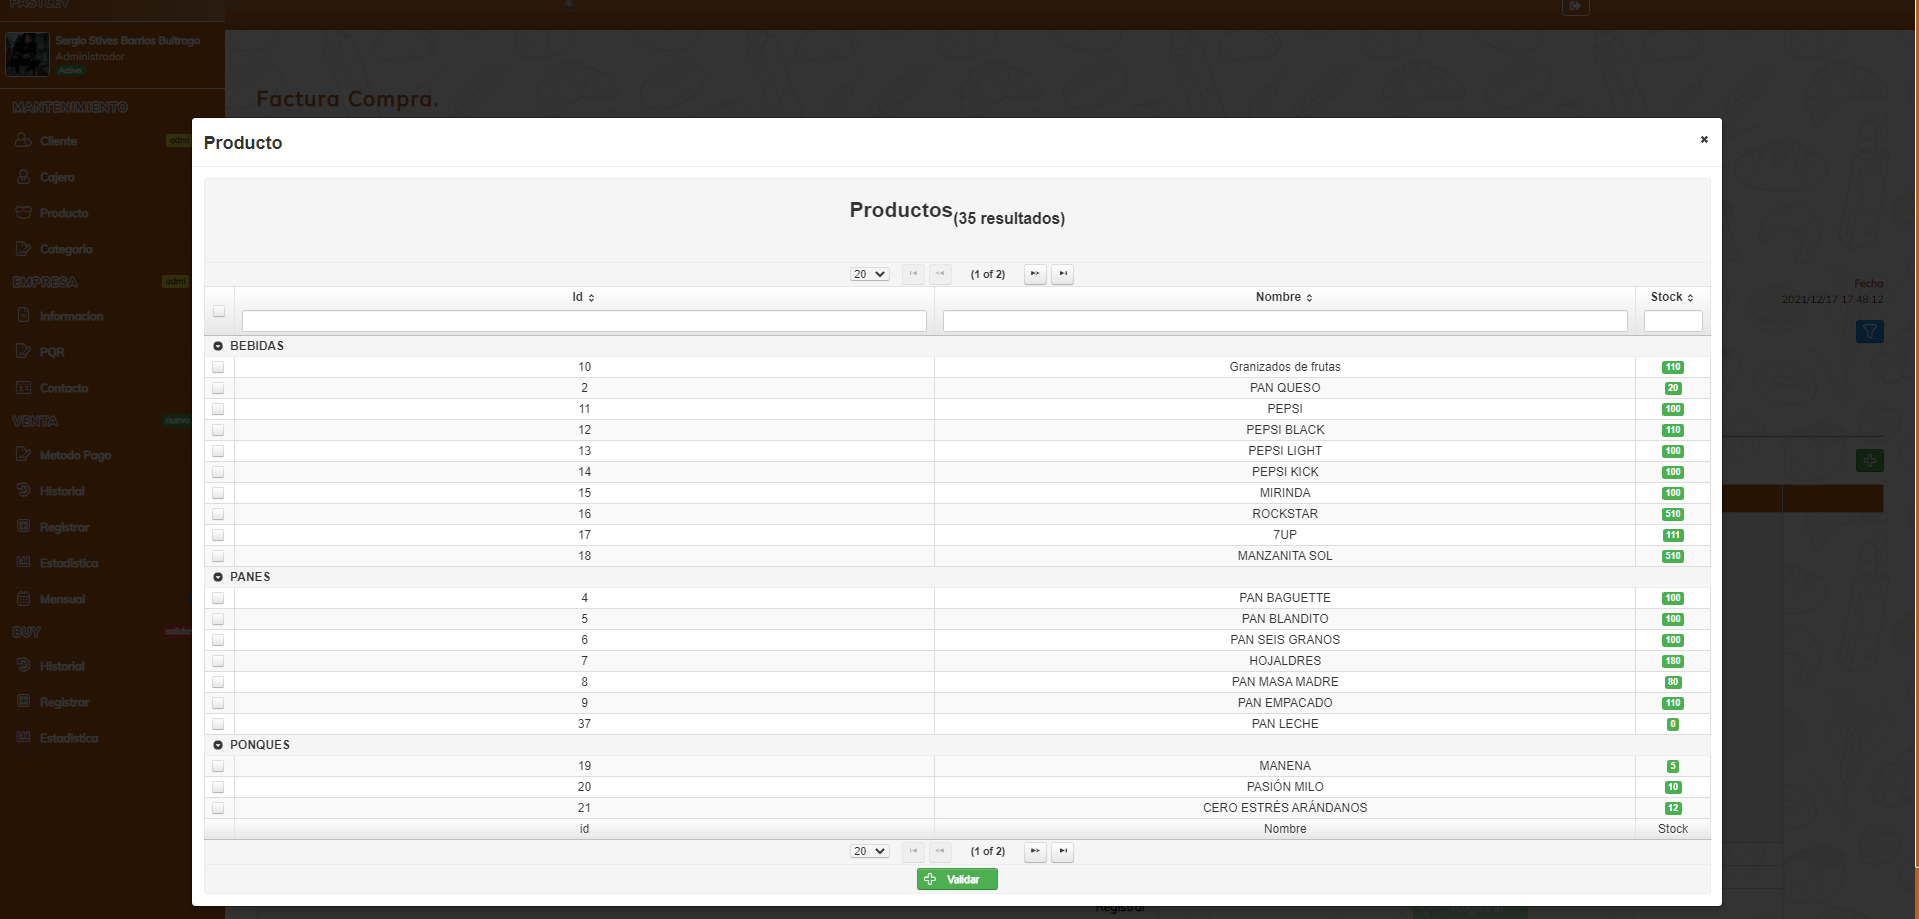 PASTLEY
Sergio Stives Barrios Buitrago
Administrador
Activo
MANTENIMIENTO
Cliente
admi
Cajero
Producto
Categoria
EMPRESA
admi
Informacion
PQR
Contacto
VENTA
nuevo
Metodo Pago
Historial
Registrar
Estadistica
Mensual
BUY
salidas
Historial
Registrar
Estadistica
Factura Compra.
Fecha
2021/12/17 17:48:12
Producto
Productos(35 resultados)
20 (1 of 2)
Id Nombre Stock
BEBIDAS
10 Granizados de frutas 110
2 PAN QUESO 20
11 PEPSI 100
12 PEPSI BLACK 110
13 PEPSI LIGHT 100
14 PEPSI KICK 100
15 MIRINDA 100
16 ROCKSTAR 510
17 7UP 111
18 MANZANITA SOL 510
PANES
4 PAN BAGUETTE 100
5 PAN BLANDITO 100
6 PAN SEIS GRANOS 100
7 HOJALDRES 180
8 PAN MASA MADRE 80
9 PAN EMPACADO 110
37 PAN LECHE 0
PONQUES
19 MANENA 5
20 PASIÓN MILO 10
21 CERO ESTRÉS ARÁNDANOS 12
id Nombre Stock
20 (1 of 2)
Validar
Registrar